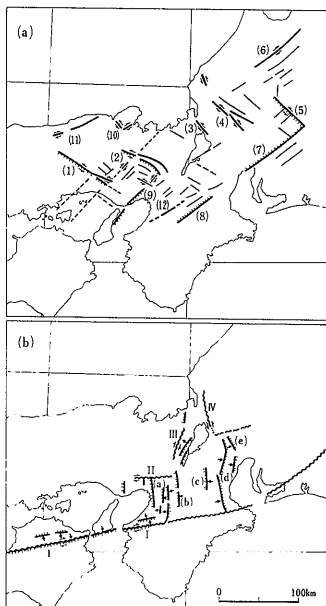 (a)
(6)
(5)
(11)
(10)
(3)
(4)
(2)
(1)
(7)
(9)
(12)
(8)
(b)
IV
III
(e)
II
(a)
(c)
(d)
(b)
I
I
0
100km